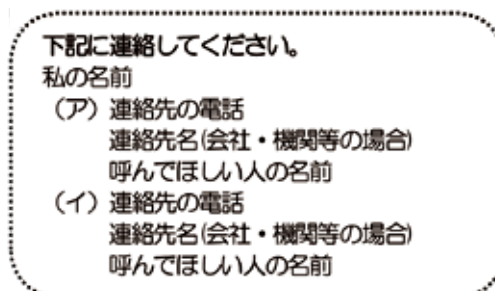 下記に連絡してください。
私の名前
（ア）連絡先の電話
連絡先名(会社・機関等の場合)
呼んでほしい人の名前
（イ）連絡先の電話
連絡先名(会社・機関等の場合)
呼んでほしい人の名前